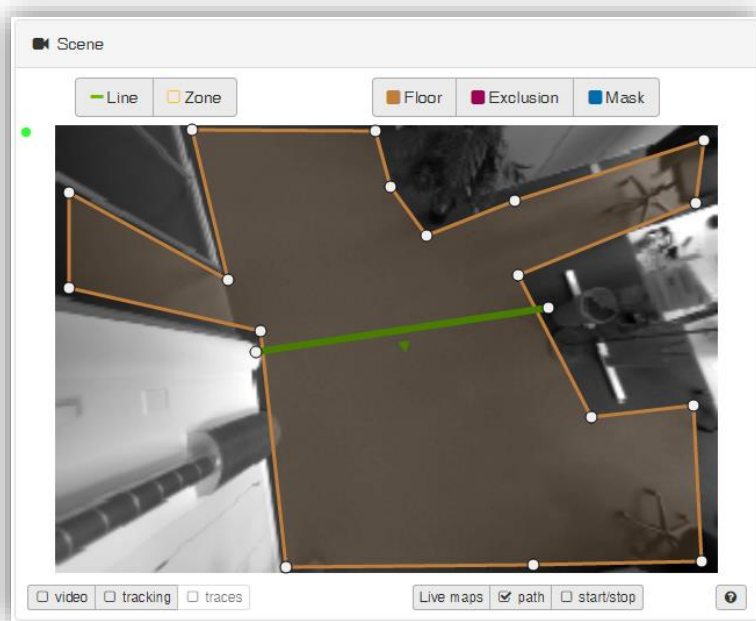 Scene
Line Zone Floor Exclusion Mask
video tracking traces Live maps path start/stop ?